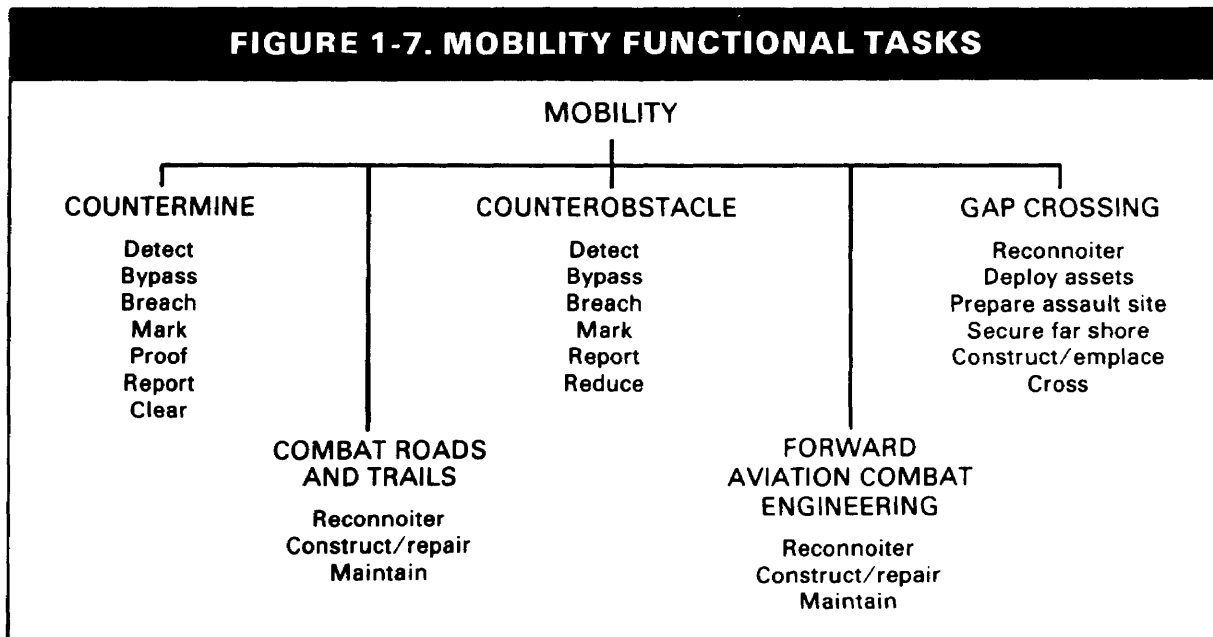 FIGURE 1-7. MOBILITY FUNCTIONAL TASKS
MOBILITY
COUNTERMINE
Detect
Bypass
Breach
Mark
Proof
Report
Clear
COMBAT ROADS
AND TRAILS
Reconnoiter
Construct/repair
Maintain
COUNTEROBSTACLE
Detect
Bypass
Breach
Mark
Report
Reduce
FORWARD
AVIATION COMBAT
ENGINEERING
Reconnoiter
Construct/repair
Maintain
GAP CROSSING
Reconnoiter
Deploy assets
Prepare assault site
Secure far shore
Construct/emplace
Cross